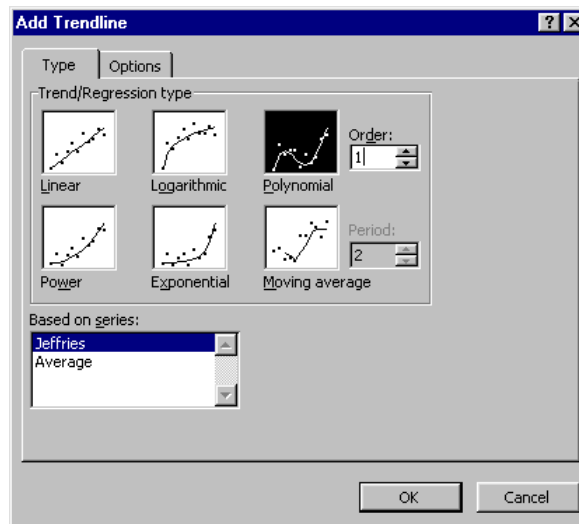 Add Trendline
Type Options
Trend/Regression type
Linear Logarithmic Polynomial
Order:
1
Power Exponential Moving average
Period:
2
Based on series:
Jeffries
Average
OK Cancel